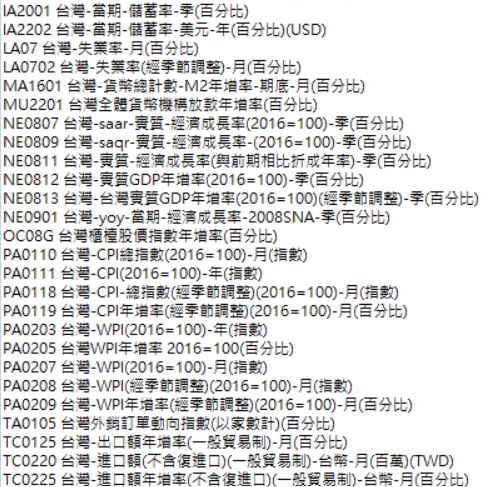 IA2001 台灣-當期-儲蓄率-季(百分比)
IA2202 台灣-當期-儲蓄率-美元-年(百分比)(USD)
LA07 台灣-失業率-月(百分比)
LA0702 台灣-失業率(經季節調整)-月(百分比)
MA1601 台灣-貨幣總計數-M2年增率-期底-月(百分比)
MU2201 台灣全體貨幣機構放款年增率(百分比)
NE0807 台灣-saar-實質-經濟成長率(2016=100)-季(百分比)
NE0809 台灣-saqr-實質-經濟成長率(2016=100)-(百分比)
NE0811 台灣-實質-經濟成長率(與前期相比折成年率)-季(百分比)
NE0812 台灣-實質GDP年增率(2016=100)-季(百分比)
NE0813 台灣-台灣實質GDP年增率(2016=100)(經季節調整)-季(百分比)
NE0901 台灣-yoy-當期-經濟成長率-2008SNA-季(百分比)
OC08G 台灣櫃檯股價指數年增率(百分比)
PA0110 台灣-CPI總指數(2016=100)-月(指數)
PA0111 台灣-CPI(2016=100)-年(指數)
PA0118 台灣-CPI-總指數(經季節調整)(2016=100)-月(指數)
PA0119 台灣-CPI年增率(經季節調整)(2016=100)-月(百分比)
PA0203 台灣-WPI(2016=100)-年(指數)
PA0205 台灣WPI年增率 2016=100(百分比)
PA0207 台灣-WPI(2016=100)-月(指數)
PA0208 台灣-WPI(經季節調整)(2016=100)-月(指數)
PA0209 台灣-WPI年增率(經季節調整)(2016=100)-月(百分比)
TA0105 台灣外銷訂單動向指數(以家數計)(百分比)
TC0125 台灣-出口額年增率(一般貿易制)-月(百分比)
TC0220 台灣-進口額(不含復進口)(一般貿易制)-台幣-月(百萬)(TWD)
TC0225 台灣-進口額年增率(不含復進口)(一般貿易制)-台幣-月(百分比)